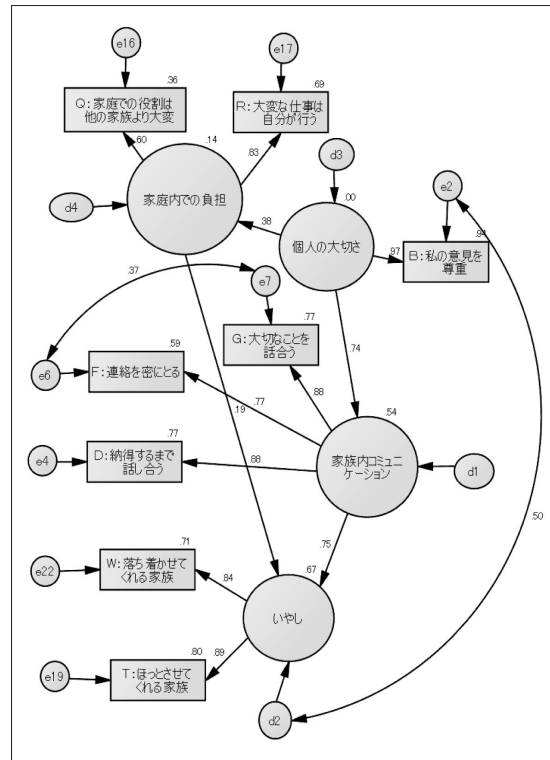 e16
e17
.36
.69
Q：家庭での役割は
他の家族より大変
R：大変な仕事は
自分が行う
.60
.14
.83
d3
e2
d4
家庭内での負担
.00
.38
個人の大切さ
.94
.97
B：私の意見を
尊重
.37
e7
.77
G：大切なことを
話合う
.74
.59
e6
F：連絡を密にとる
.77
.19
.88
.54
.77
e4
D：納得するまで
話し合う
.88
家族内コミュニ
ケーション
d1
.50
.71
.75
e22
W：落ち着かせて
くれる家族
.84
.67
いやし
.80
.89
e19
T：ほっとさせて
くれる家族
d2